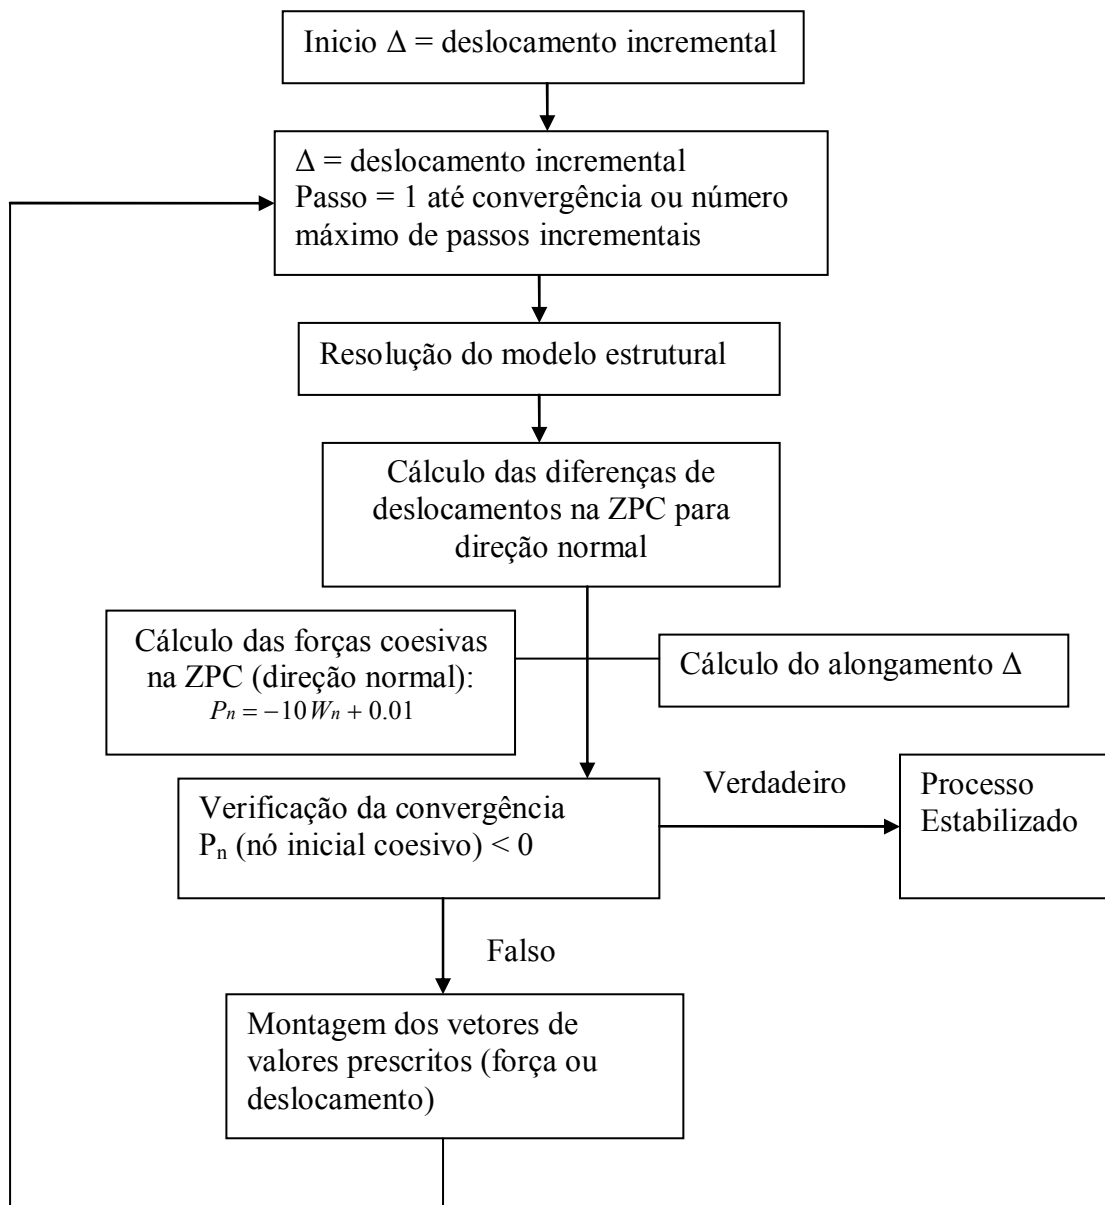 Inicio Δ = deslocamento incremental
Δ = deslocamento incremental
Passo = 1 até convergência ou número
máximo de passos incrementais
Resolução do modelo estrutural
Cálculo das diferenças de
deslocamentos na ZPC para
direção normal
Cálculo das forças coesivas
na ZPC (direção normal):
Pn = −10Wn + 0.01
Cálculo do alongamento Δ
Verificação da convergência
Pn (nó inicial coesivo) < 0
Verdadeiro
Processo
Estabilizado
Falso
Montagem dos vetores de
valores prescritos (força ou
deslocamento)